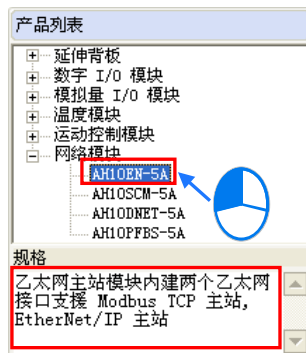 产品列表
延伸背板
数字 I/O 模块
模拟量 I/O 模块
温度模块
运动控制模块
网络模块
AH10EN-5A
AH10SCM-5A
AH10DNET-5A
AH10PFBS-5A
规格
乙太网主站模块内建两个乙太网
接口支援 Modbus TCP 主站,
EtherNet/IP 主站